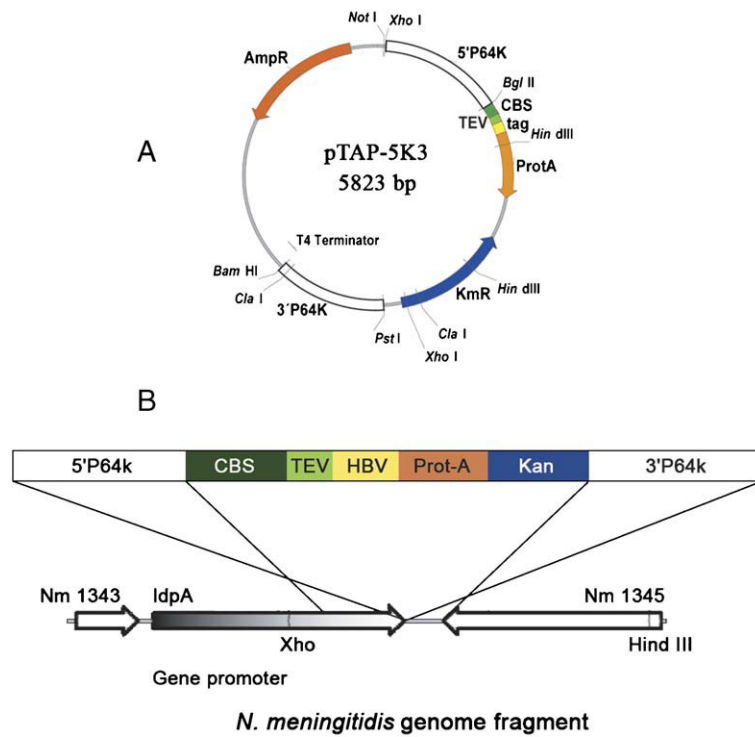 A
Not I
Xho I
5'P64K
AmpR
Bgl II
CBS
TEV
tag
Hin dIII
ProtA
pTAP-5K3
5823 bp
T4 Terminator
Bam HI
Cla I
3´P64K
Pst I
Xho I
Cla I
KmR
Hin dIII
B
5'P64k CBS TEV HBV Prot-A Kan 3'P64k
Nm 1343 IdpA Nm 1345
Xho Hind III
Gene promoter
N. meningitidis genome fragment